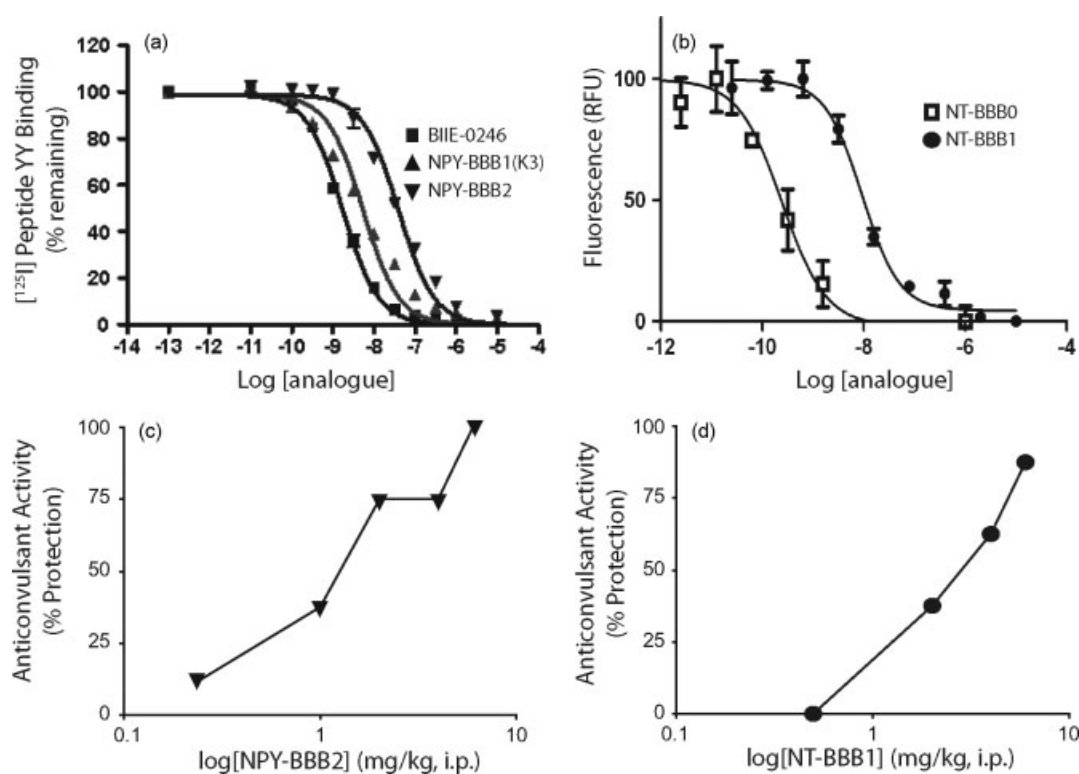 (a)
[¹²⁵I] Peptide YY Binding
(% remaining)
120
100
80
60
40
20
0
BIIE-0246
NPY-BBB1(K3)
NPY-BBB2
-14 -13 -12 -11 -10 -9 -8 -7 -6 -5 -4
Log [analogue]
(b)
Fluorescence (RFU)
100
50
0
NT-BBB0
NT-BBB1
-12 -10 -8 -6 -4
Log [analogue]
(c)
Anticonvulsant Activity
(% Protection)
100
75
50
25
0
0.1 1 10
log[NPY-BBB2] (mg/kg, i.p.)
(d)
Anticonvulsant Activity
(% Protection)
100
75
50
25
0
0.1 1 10
log[NT-BBB1] (mg/kg, i.p.)